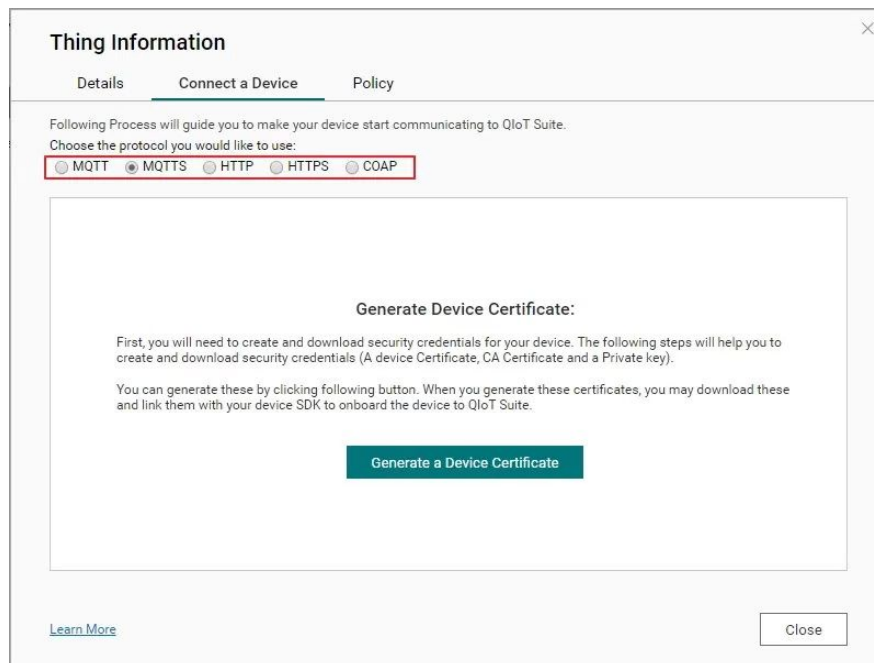 Thing Information
Details Connect a Device Policy
Following Process will guide you to make your device start communicating to QIoT Suite.
Choose the protocol you would like to use:
MQTT MQTTS HTTP HTTPS COAP
Generate Device Certificate:
First, you will need to create and download security credentials for your device. The following steps will help you to
create and download security credentials (A device Certificate, CA Certificate and a Private key).
You can generate these by clicking following button. When you generate these certificates, you may download these
and link them with your device SDK to onboard the device to QIoT Suite.
Generate a Device Certificate
Learn More Close